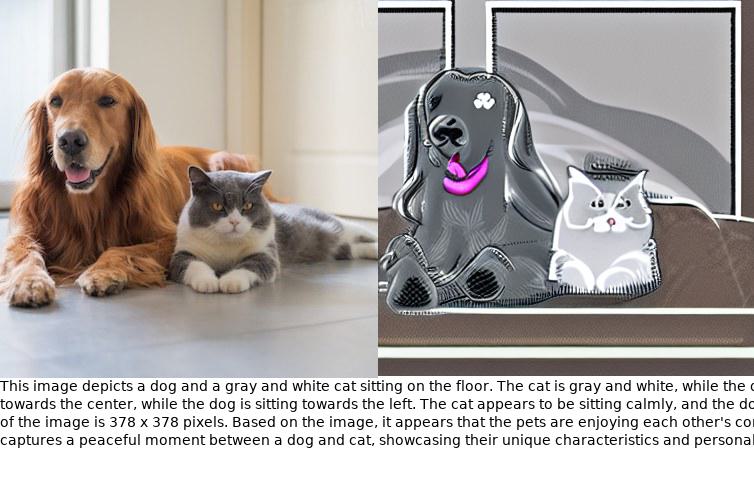 This image depicts a dog and a gray and white cat sitting on the floor. The cat is gray and white, while the
towards the center, while the dog is sitting towards the left. The cat appears to be sitting calmly, and the
of the image is 378 x 378 pixels. Based on the image, it appears that the pets are enjoying each other's
captures a peaceful moment between a dog and cat, showcasing their unique characteristics and